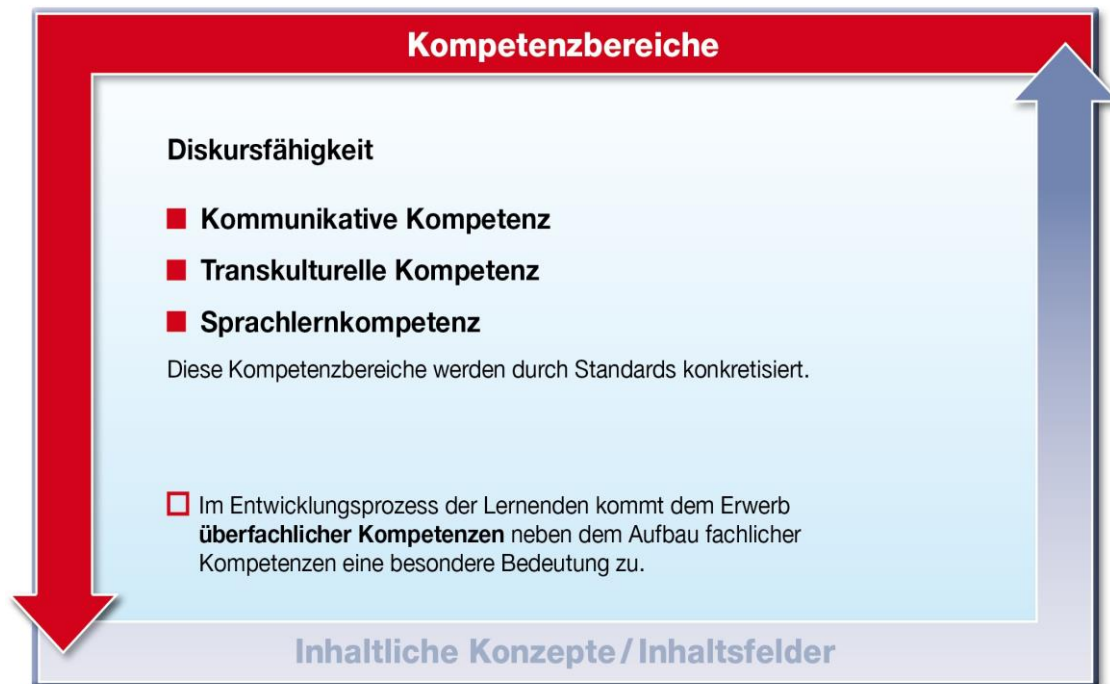 Kompetenzbereiche
Diskursfähigkeit
Kommunikative Kompetenz
Transkulturelle Kompetenz
Sprachlernkompetenz
Diese Kompetenzbereiche werden durch Standards konkretisiert.
Im Entwicklungsprozess der Lernenden kommt dem Erwerb
überfachlicher Kompetenzen neben dem Aufbau fachlicher
Kompetenzen eine besondere Bedeutung zu.
Inhaltliche Konzepte / Inhaltsfelder